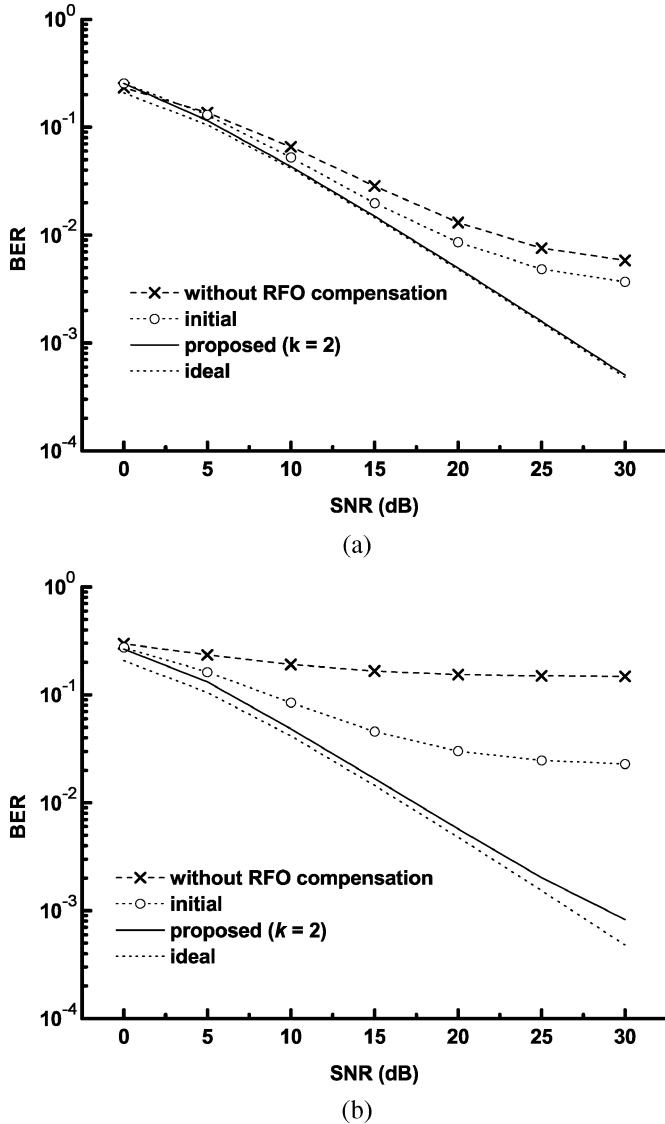 10^0
10^-1
10^-2
10^-3
10^-4
BER
without RFO compensation
initial
proposed (k = 2)
ideal
0 5 10 15 20 25 30
SNR (dB)
(a)
10^0
10^-1
10^-2
10^-3
10^-4
BER
without RFO compensation
initial
proposed (k = 2)
ideal
0 5 10 15 20 25 30
SNR (dB)
(b)